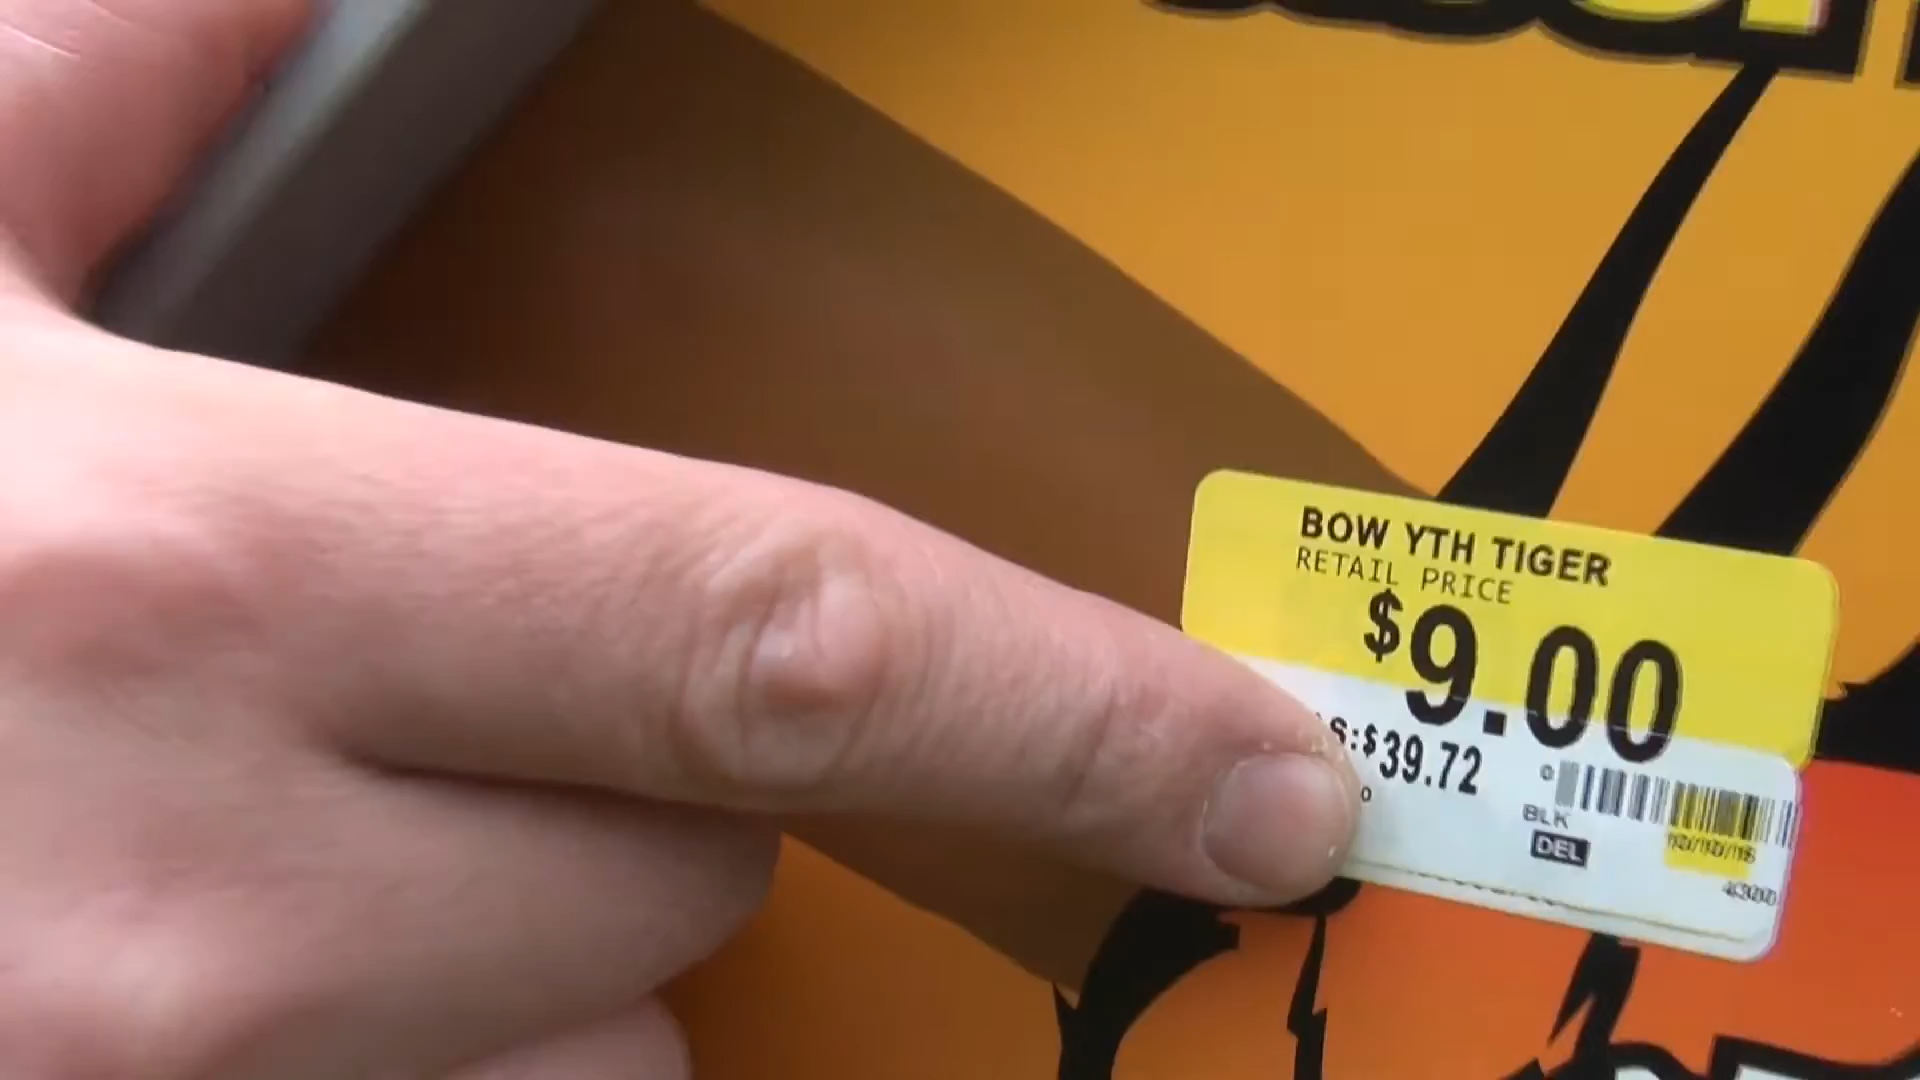 BOW YTH TIGER
RETAIL PRICE
$9.00
S:$39.72
BLK
DEL